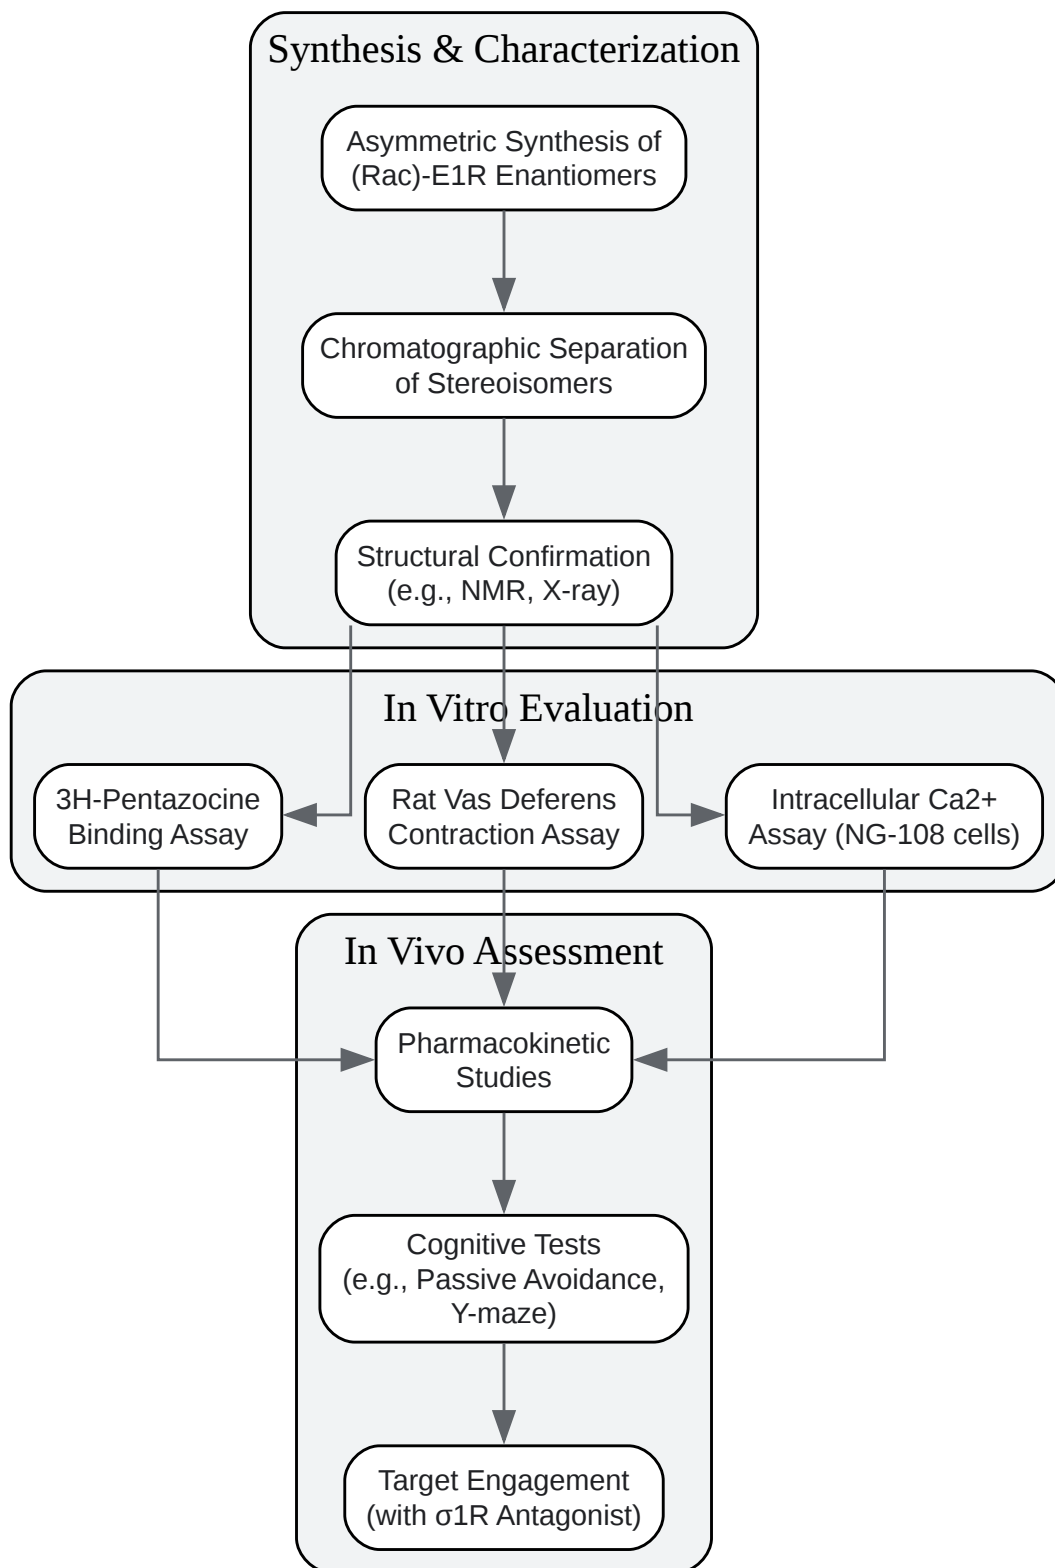 Synthesis & Characterization
Asymmetric Synthesis of
(Rac)-E1R Enantiomers
Chromatographic Separation
of Stereoisomers
Structural Confirmation
(e.g., NMR, X-ray)
In Vitro Evaluation
3H-Pentazocine
Binding Assay
Rat Vas Deferens
Contraction Assay
Intracellular Ca2+
Assay (NG-108 cells)
In Vivo Assessment
Pharmacokinetic
Studies
Cognitive Tests
(e.g., Passive Avoidance,
Y-maze)
Target Engagement
(with σ1R Antagonist)